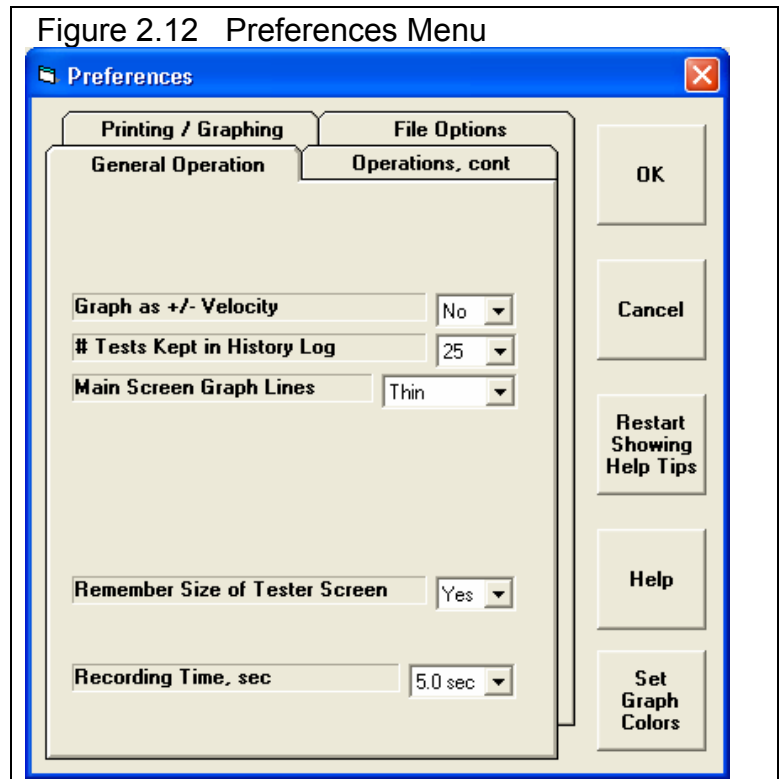 Figure 2.12 Preferences Menu
Preferences
Printing / Graphing
File Options
General Operation
Operations, cont
Graph as +/- Velocity
No
# Tests Kept in History Log
25
Main Screen Graph Lines
Thin
Remember Size of Tester Screen
Yes
Recording Time, sec
5.0 sec
OK
Cancel
Restart
Showing
Help Tips
Help
Set
Graph
Colors